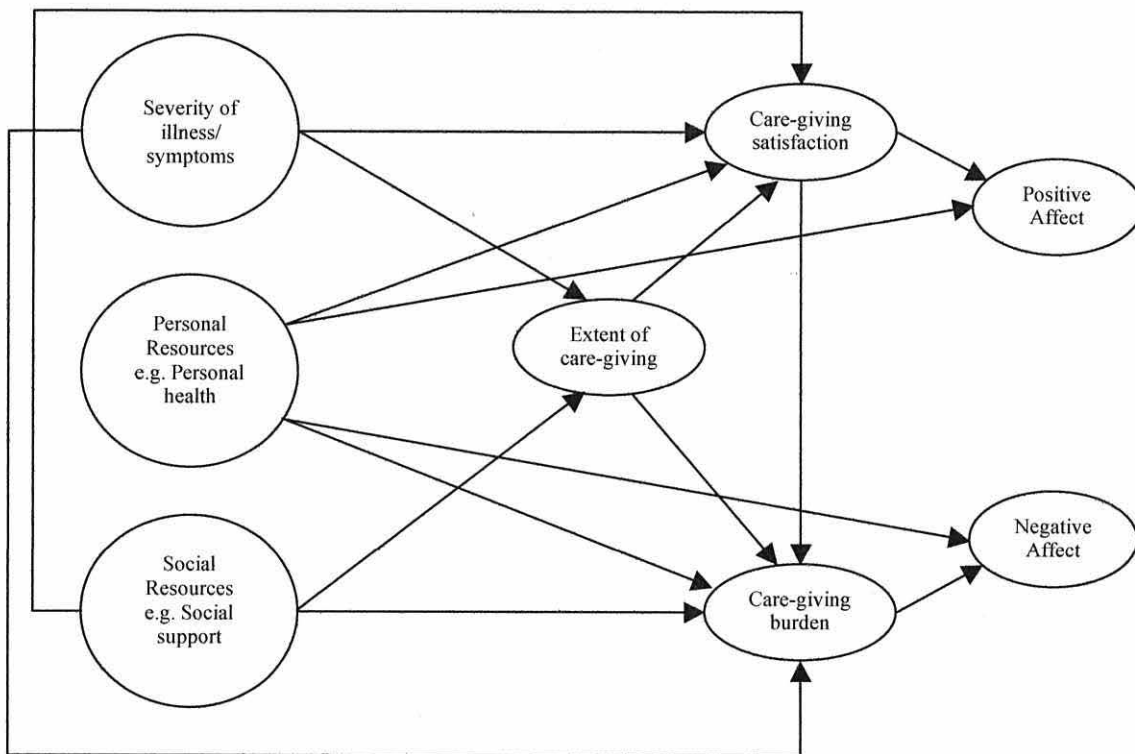 Severity of
illness/
symptoms
Care-giving
satisfaction
Positive
Affect
Personal
Resources
e.g. Personal
health
Extent of
care-giving
Social
Resources
e.g. Social
support
Care-giving
burden
Negative
Affect